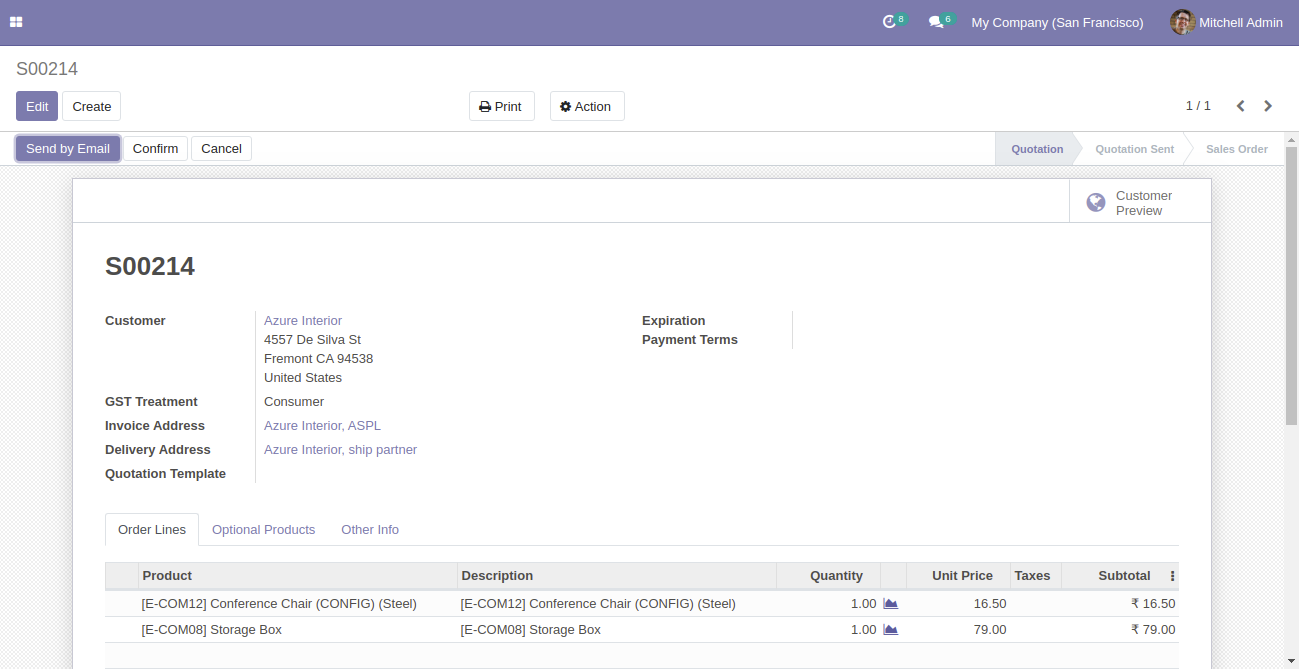 8 6 My Company (San Francisco) Mitchell Admin
S00214
Edit Create Print Action 1 / 1
Send by Email Confirm Cancel Quotation Quotation Sent Sales Order
Customer
Preview
S00214
Customer Azure Interior Expiration
4557 De Silva St Payment Terms
Fremont CA 94538
United States
GST Treatment Consumer
Invoice Address Azure Interior, ASPL
Delivery Address Azure Interior, ship partner
Quotation Template
Order Lines Optional Products Other Info
Product Description Quantity Unit Price Taxes Subtotal
[E-COM12] Conference Chair (CONFIG) (Steel) [E-COM12] Conference Chair (CONFIG) (Steel) 1.00 16.50 ₹ 16.50
[E-COM08] Storage Box [E-COM08] Storage Box 1.00 79.00 ₹ 79.00